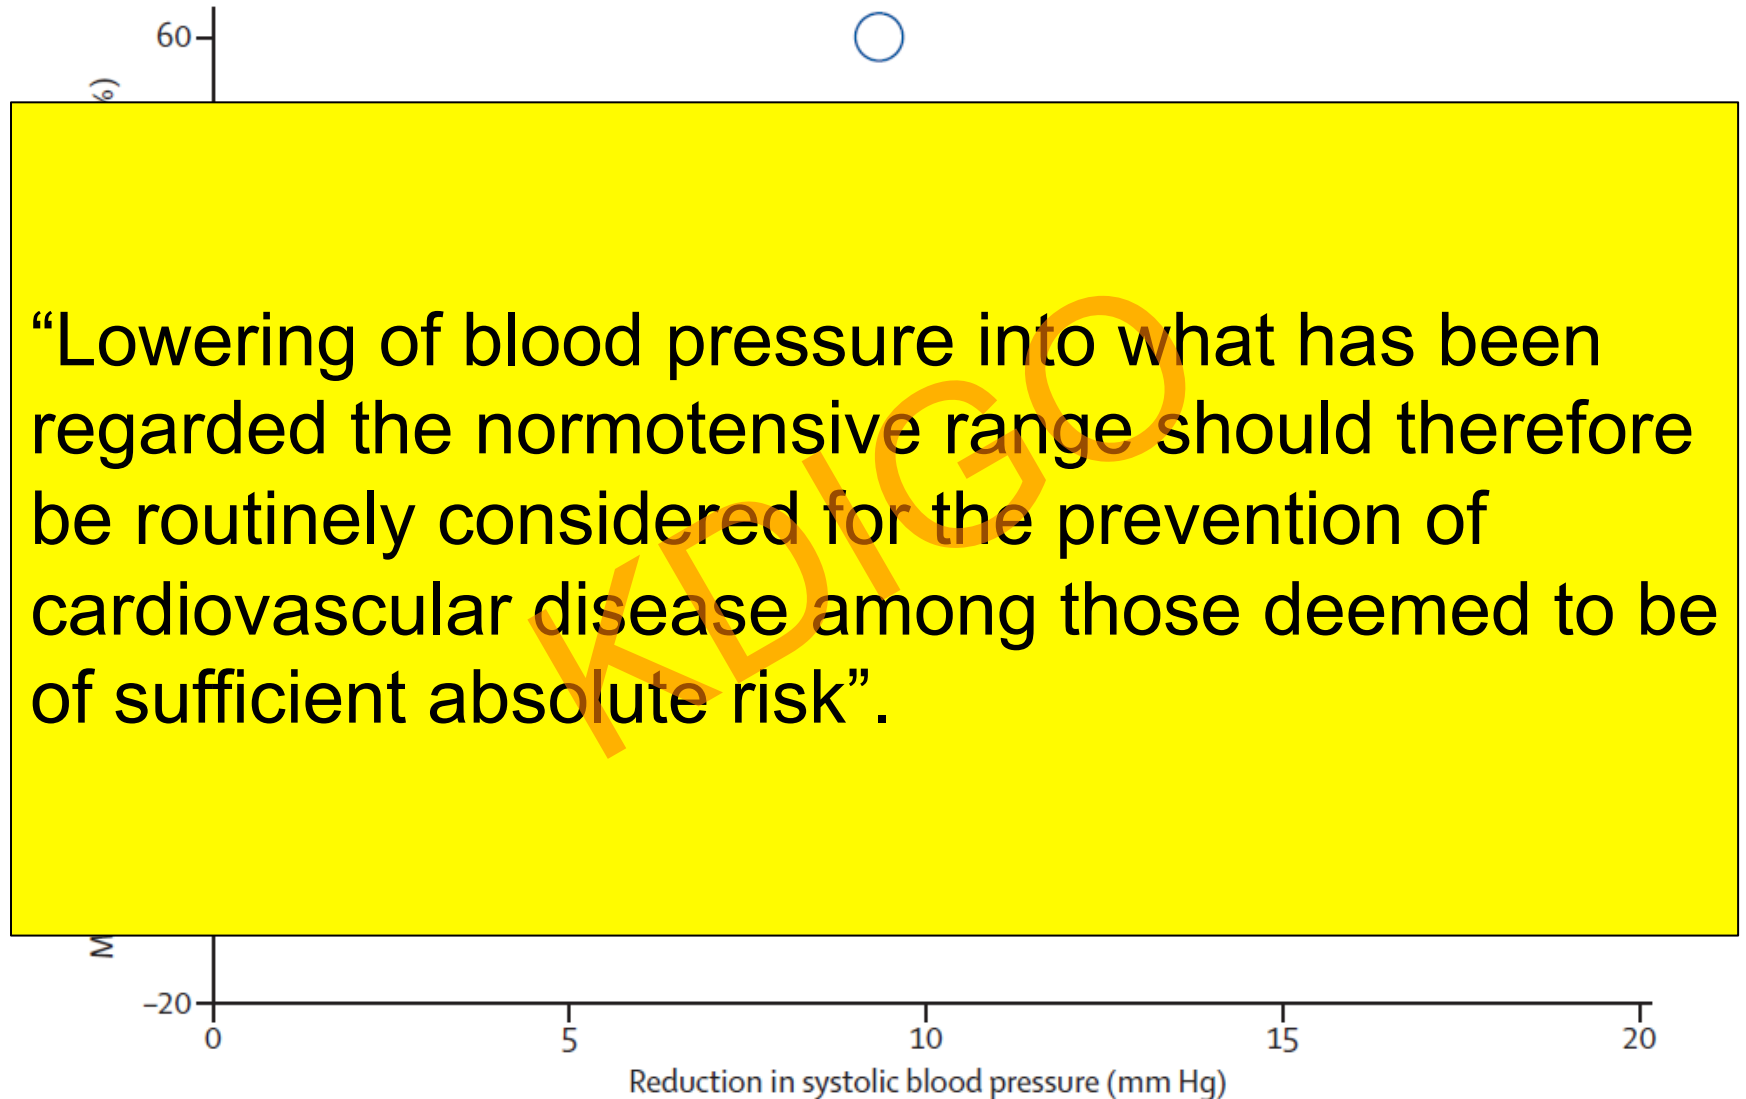 60
%)
“Lowering of blood pressure into what has been
regarded the normotensive range should therefore
be routinely considered for the prevention of
cardiovascular disease among those deemed to be
of sufficient absolute risk”.
KDIGO
M
–20
0 5 10 15 20
Reduction in systolic blood pressure (mm Hg)